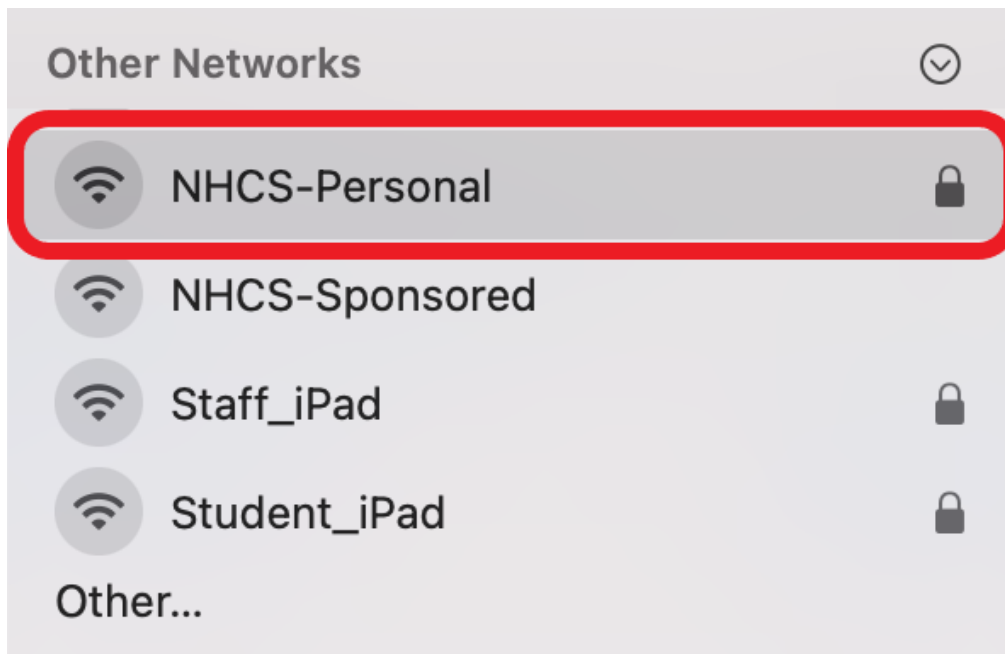 Other Networks
NHCS-Personal
NHCS-Sponsored
Staff_iPad
Student_iPad
Other...